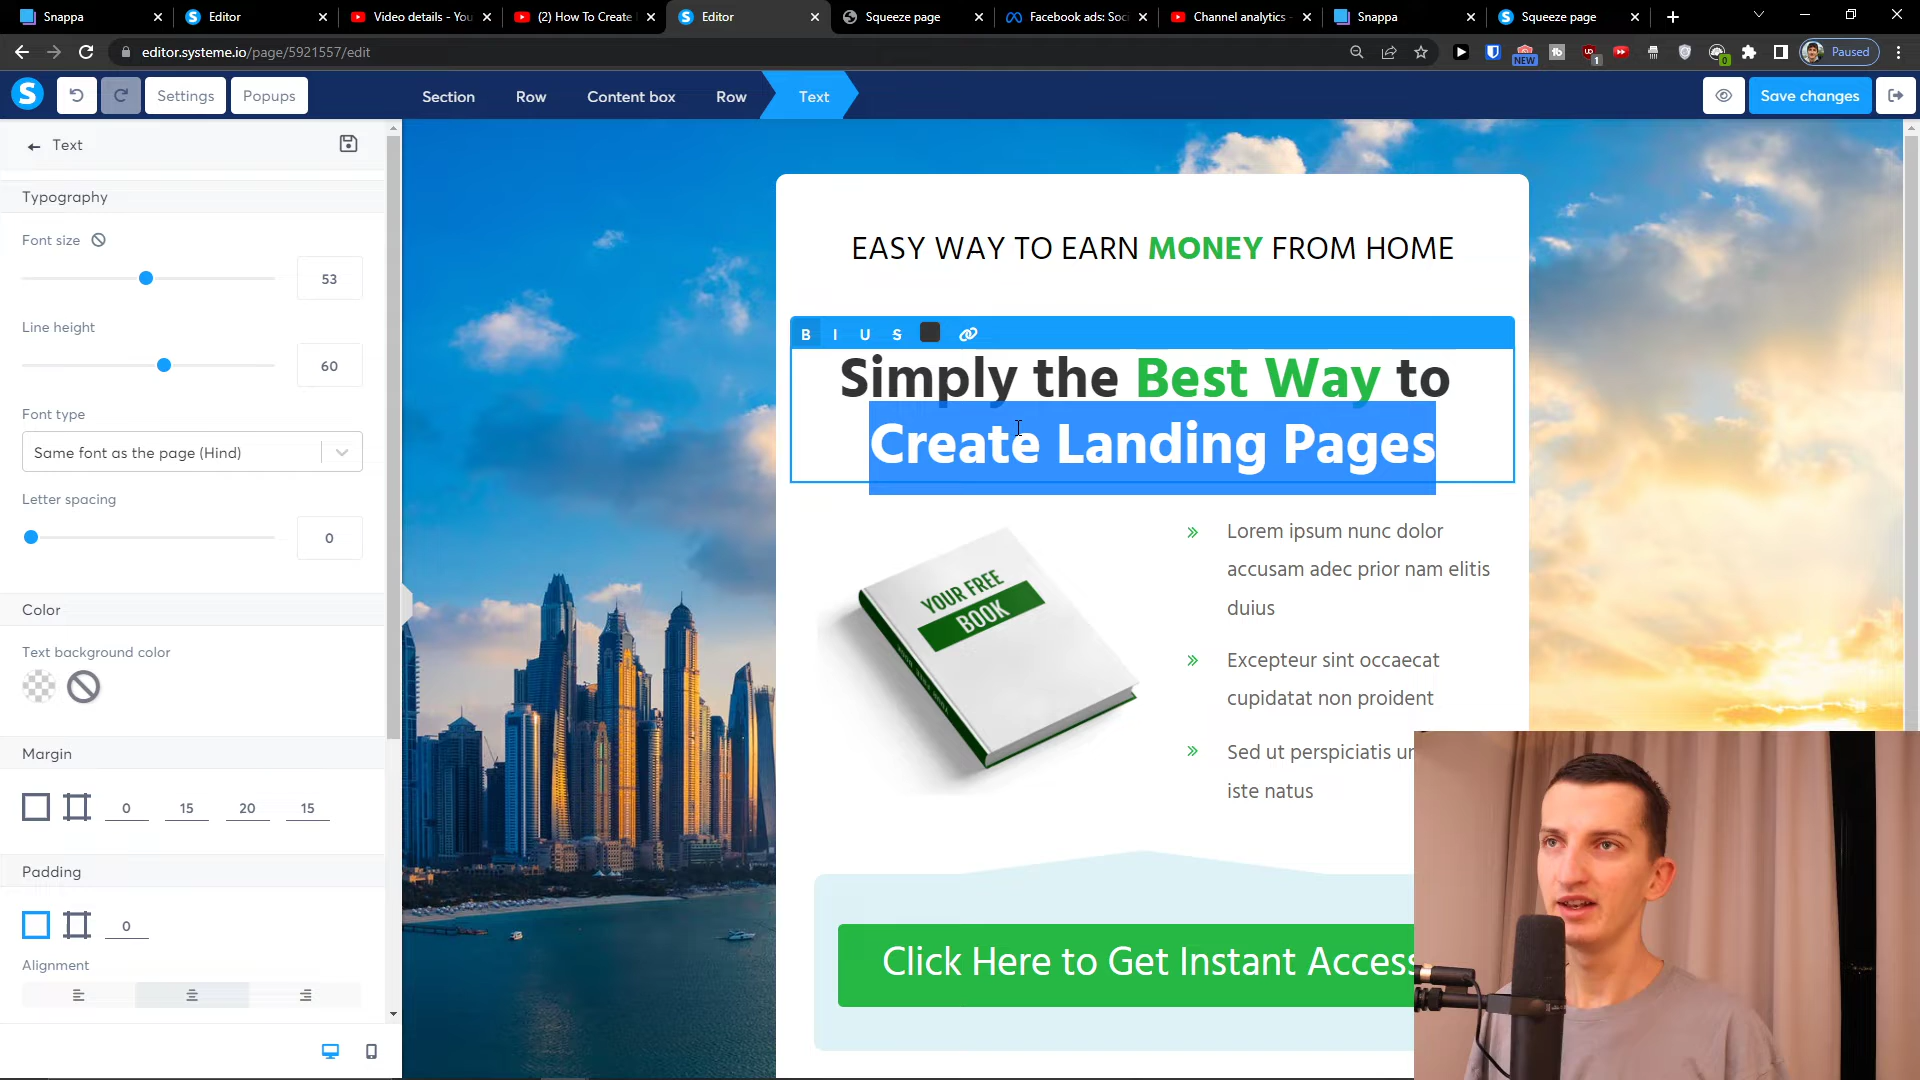 Snappa
Editor
Video details - You
(2) How To Create
Editor
Squeeze page
Facebook ads: Soc
Channel analytics -
Snappa
Squeeze page
editor.systeme.io/page/5921557/edit
NEW
1
0
Paused
Settings
Popups
Section
Row
Content box
Row
Text
Save changes
Text
Typography
Font size
53
Line height
60
Font type
Same font as the page (Hind)
Letter spacing
0
Color
Text background color
Margin
0 15 20 15
Padding
0
Alignment
EASY WAY TO EARN MONEY FROM HOME
B I U S
Simply the Best Way to
Create Landing Pages
YOUR FREE
BOOK
Lorem ipsum nunc dolor
accusam adec prior nam elitis
duius
Excepteur sint occaecat
cupidatat non proident
Sed ut perspiciatis un
iste natus
Click Here to Get Instant Access